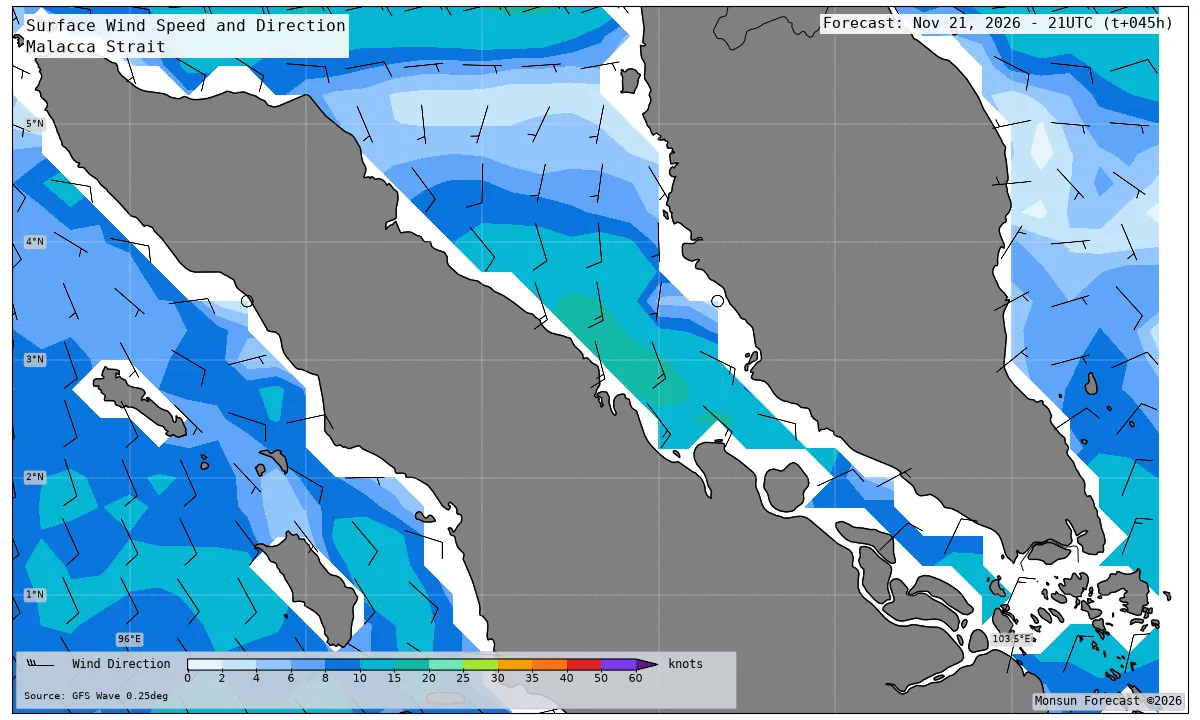 Surface Wind Speed and Direction
Malacca Strait
Forecast: Nov 21, 2026 - 21UTC (t+045h)
5°N
4°N
3°N
2°N
1°N
96°E
103.5°E
Wind Direction
0 2 4 6 8 10 12 15 20 25 30 35 40 50 60
knots
Source: GFS Wave 0.25deg
Monsun Forecast ©2026